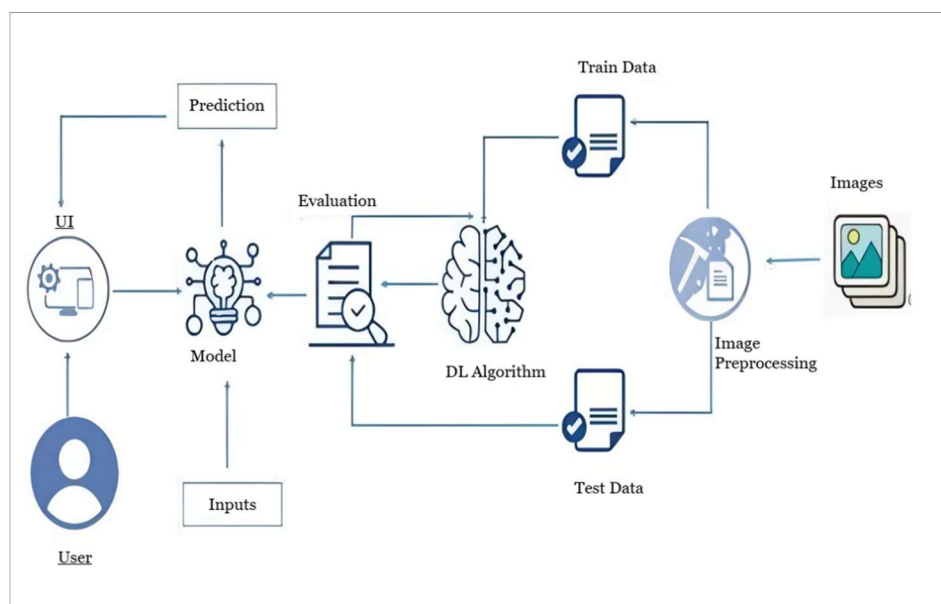 Train Data
Prediction
Images
Evaluation
UI
Model
DL Algorithm
Image
Preprocessing
Test Data
Inputs
User